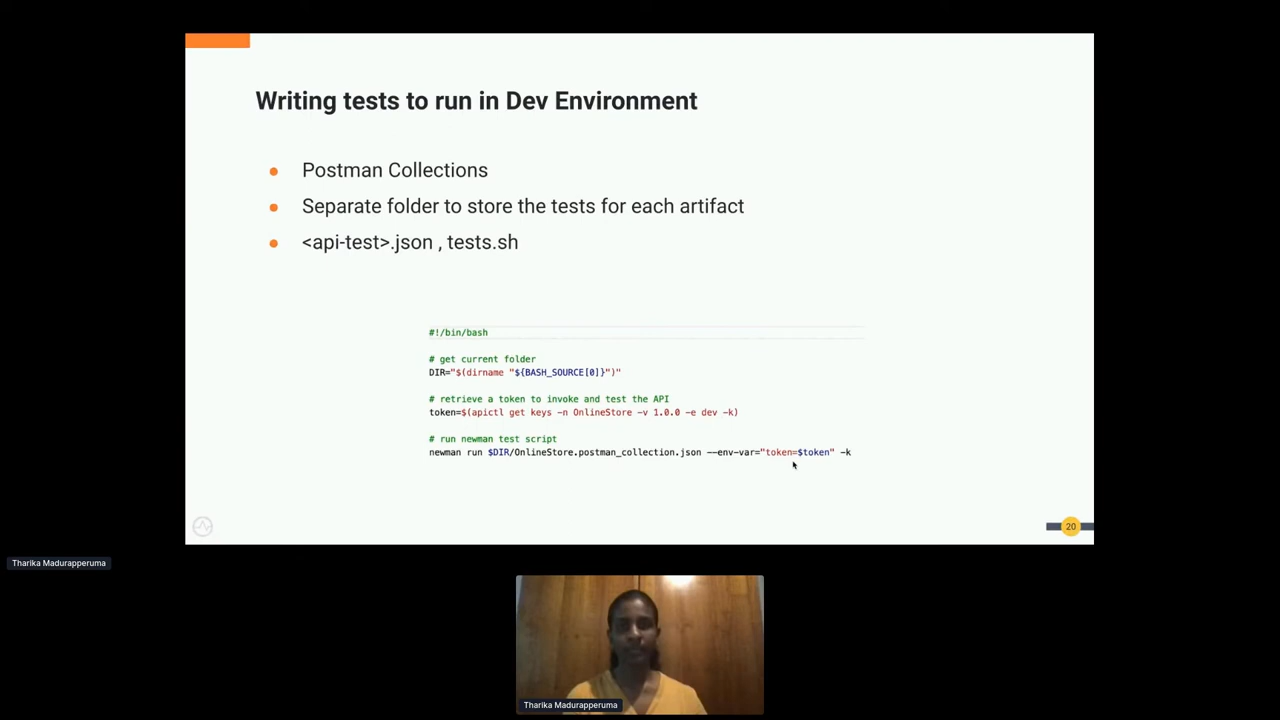 Writing tests to run in Dev Environment
Postman Collections
Separate folder to store the tests for each artifact
<api-test>.json , tests.sh
#!/bin/bash
# get current folder
DIR="$(dirname "${BASH_SOURCE[0]}")"
# retrieve a token to invoke and test the API
token=$(apictl get keys -n OnlineStore -v 1.0.0 -e dev -k)
# run newman test script
newman run $DIR/OnlineStore.postman_collection.json --env-var="token=$token" -k
20
Tharika Madurapperuma
Tharika Madurapperuma